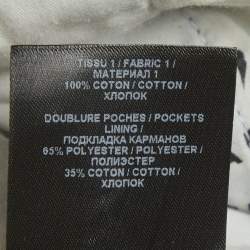 TISSU 1 / FABRIC 1 /
МАТЕРИАЛ 1
100% COTON / COTTON /
ХЛОПОК
DOUBLURE POCHES / POCKETS
LINING /
ПОДКЛАДКА КАРМАНОВ
65% POLYESTER / POLYESTER /
ПОЛИЭСТЕР
35% COTON / COTTON /
ХЛОПОК